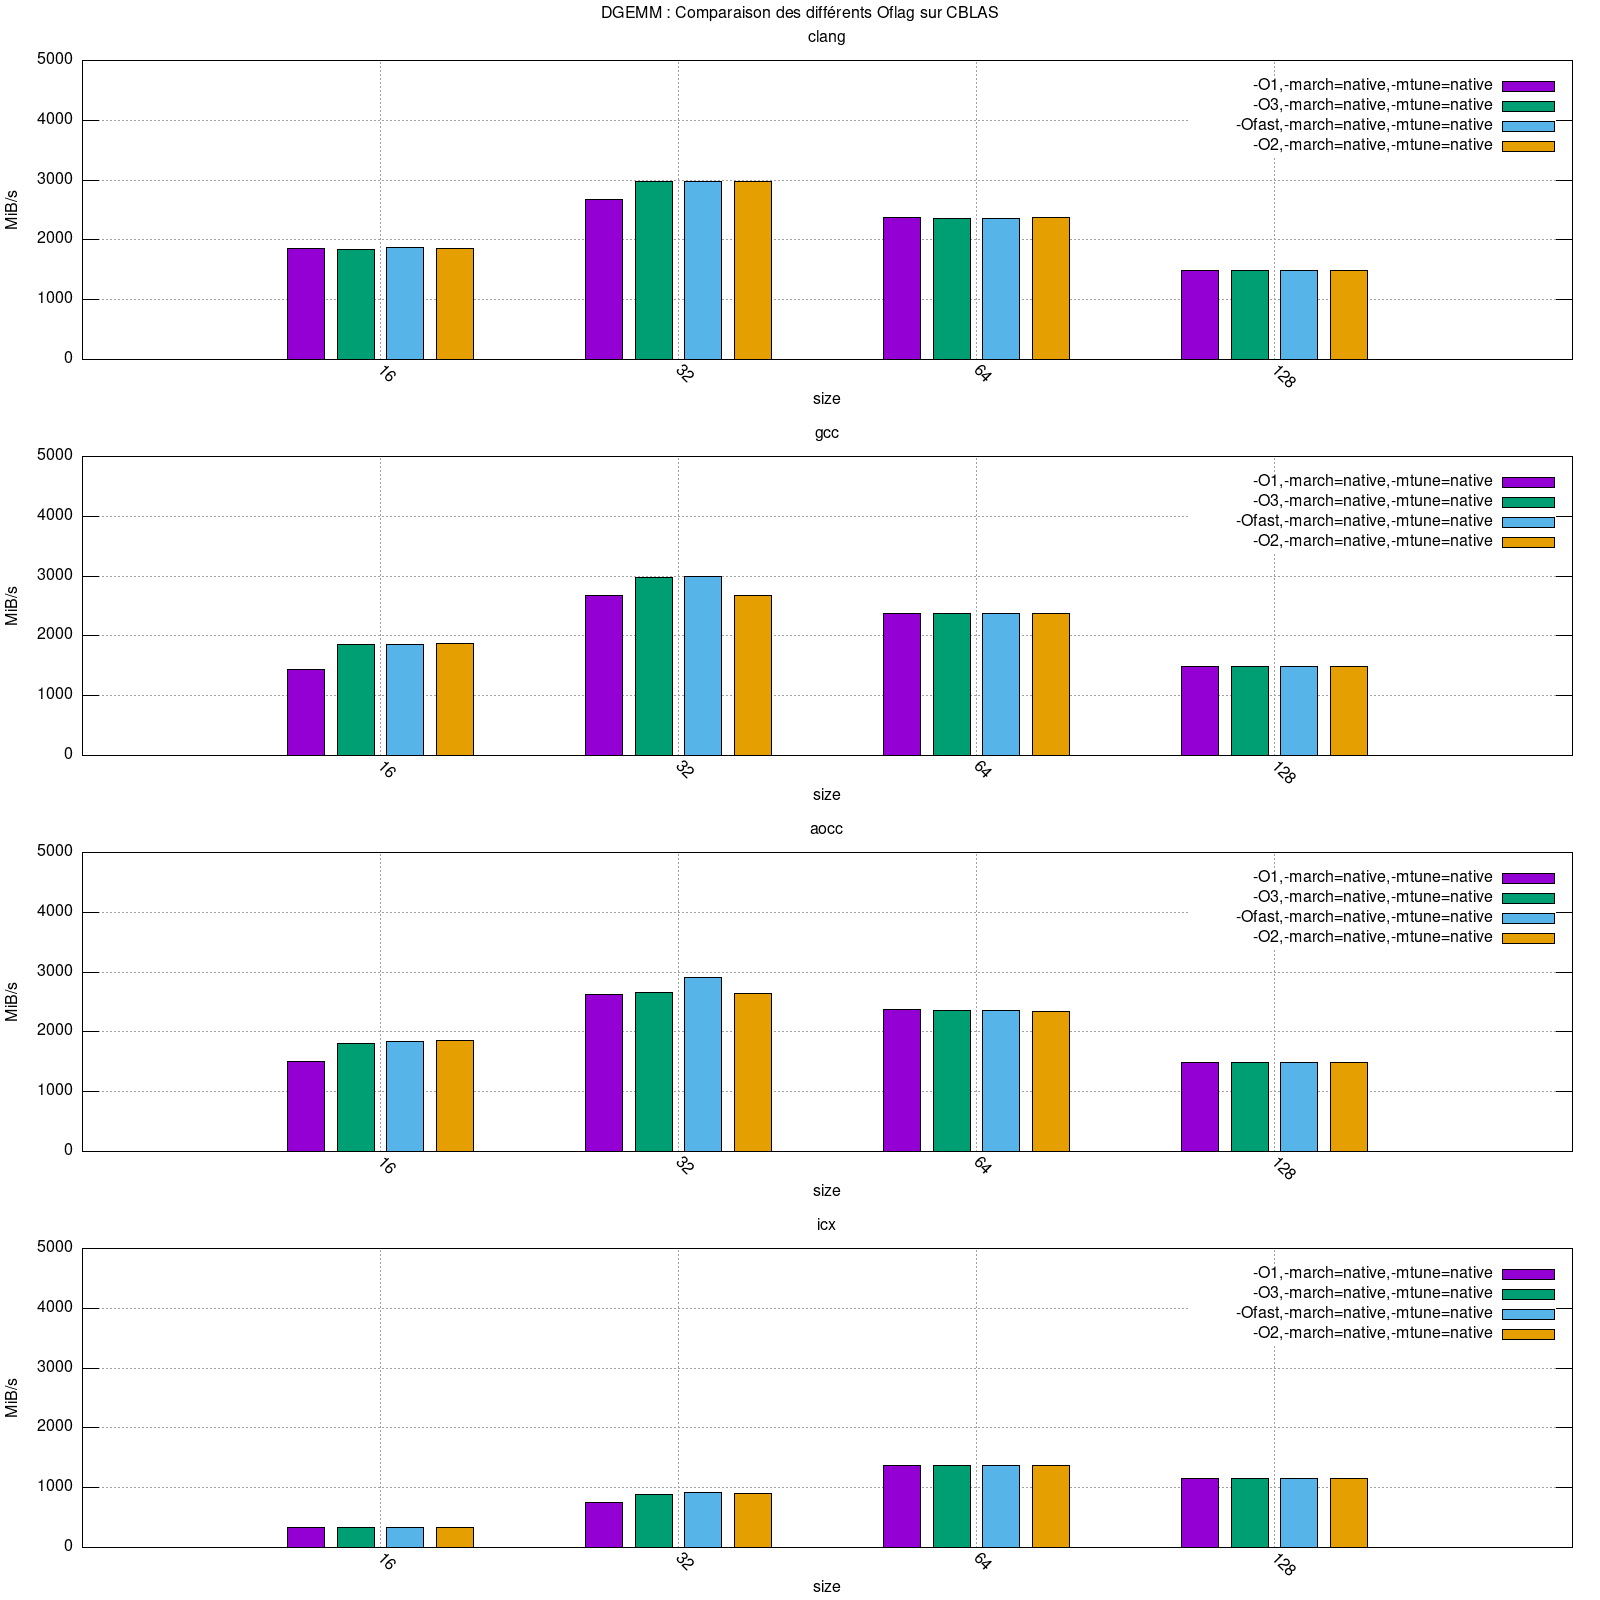 DGEMM : Comparaison des différents Oflag sur CBLAS
clang
5000
4000
3000
2000
1000
0
MiB/s
-O1,-march=native,-mtune=native
-O3,-march=native,-mtune=native
-Ofast,-march=native,-mtune=native
-O2,-march=native,-mtune=native
16 32 64 128
size
gcc
5000
4000
3000
2000
1000
0
MiB/s
-O1,-march=native,-mtune=native
-O3,-march=native,-mtune=native
-Ofast,-march=native,-mtune=native
-O2,-march=native,-mtune=native
16 32 64 128
size
aocc
5000
4000
3000
2000
1000
0
MiB/s
-O1,-march=native,-mtune=native
-O3,-march=native,-mtune=native
-Ofast,-march=native,-mtune=native
-O2,-march=native,-mtune=native
16 32 64 128
size
icx
5000
4000
3000
2000
1000
0
MiB/s
-O1,-march=native,-mtune=native
-O3,-march=native,-mtune=native
-Ofast,-march=native,-mtune=native
-O2,-march=native,-mtune=native
16 32 64 128
size